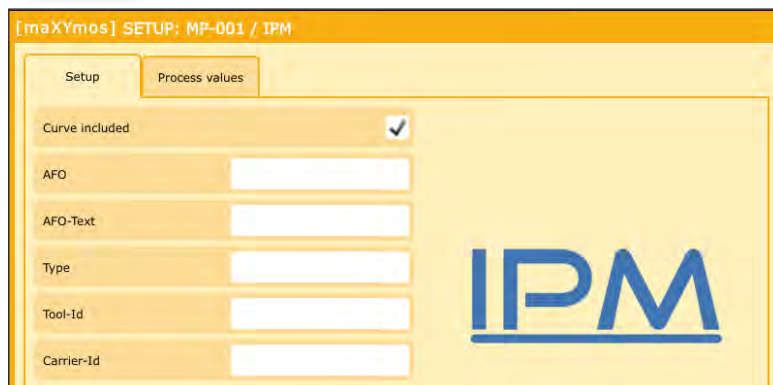 [maXYmos] SETUP: MP-001 / IPM
Setup
Process values
Curve included
AFO
AFO-Text
Type
Tool-Id
Carrier-Id
IPM